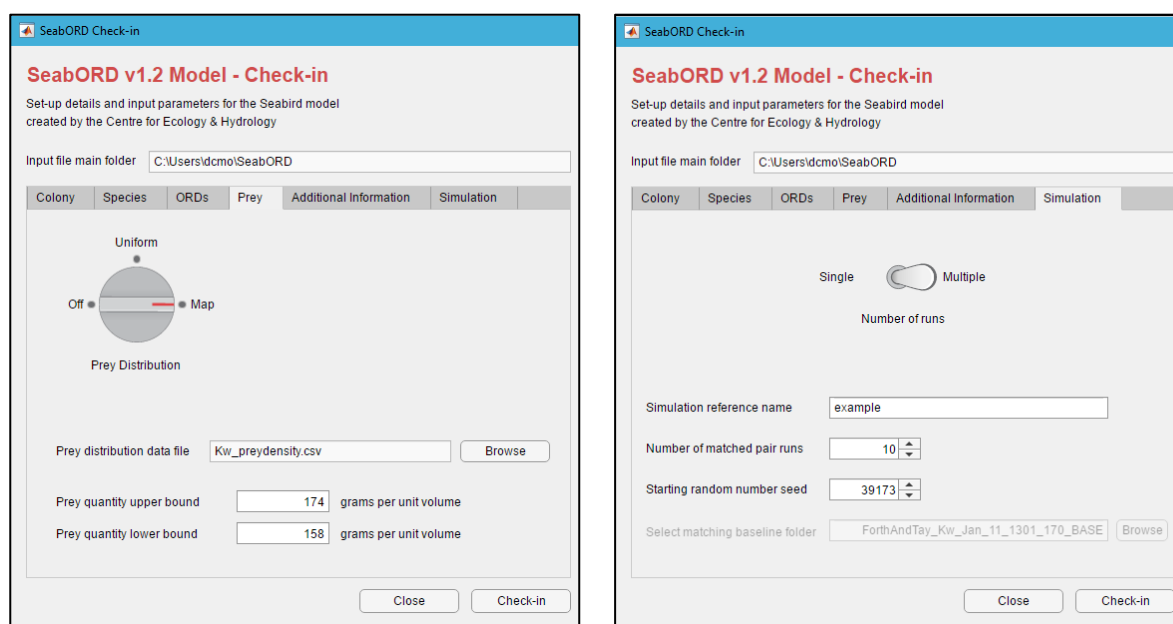 SeabORD Check-in
SeabORD v1.2 Model - Check-in
Set-up details and input parameters for the Seabird model
created by the Centre for Ecology & Hydrology
Input file main folder C:\Users\dcmo\SeabORD
Colony Species ORDs Prey Additional Information Simulation
Uniform
Off Map
Prey Distribution
Prey distribution data file Kw_preydensity.csv Browse
Prey quantity upper bound 174 grams per unit volume
Prey quantity lower bound 158 grams per unit volume
Close Check-in
SeabORD Check-in
SeabORD v1.2 Model - Check-in
Set-up details and input parameters for the Seabird model
created by the Centre for Ecology & Hydrology
Input file main folder C:\Users\dcmo\SeabORD
Colony Species ORDs Prey Additional Information Simulation
Single Multiple
Number of runs
Simulation reference name example
Number of matched pair runs 10
Starting random number seed 39173
Select matching baseline folder ForthAndTay_Kw_Jan_11_1301_170_BASE Browse
Close Check-in